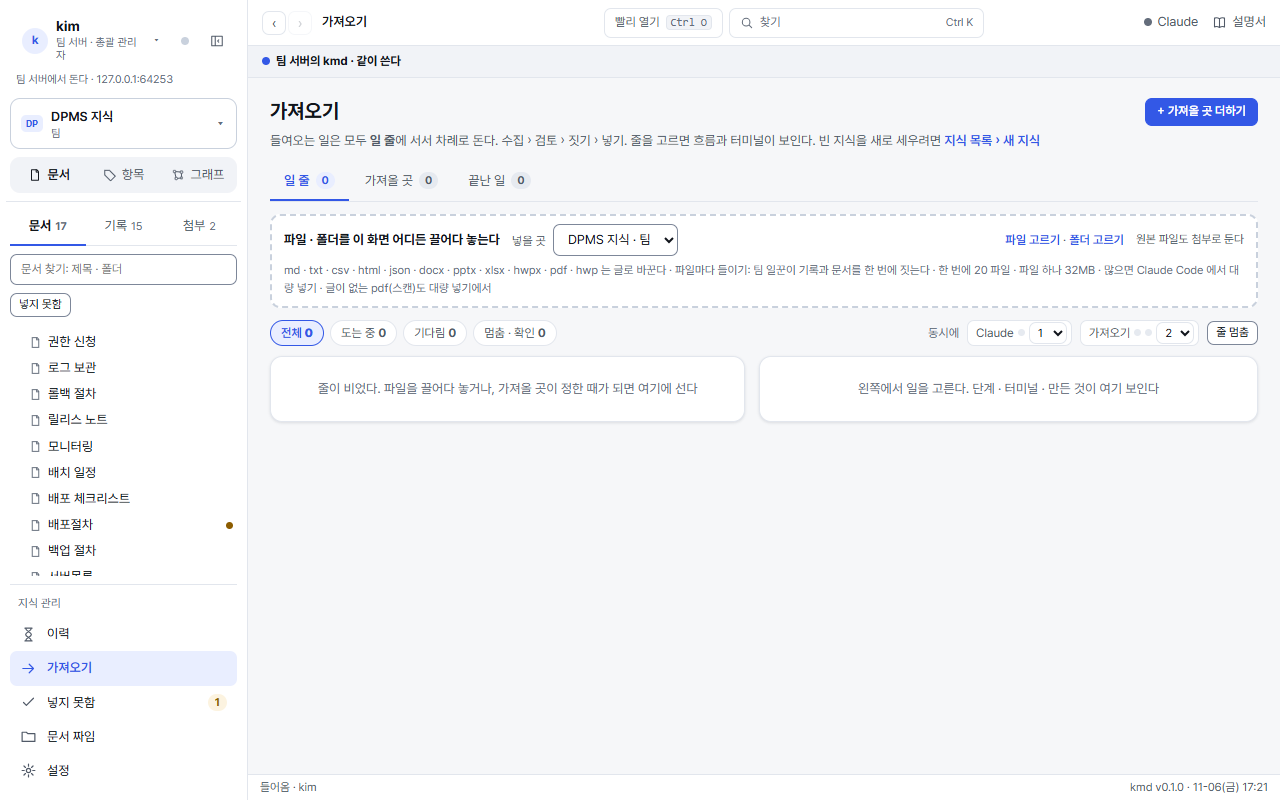 k
kim
팀 서버 · 총괄 관리
자
팀 서버에서 돈다 · 127.0.0.1:64253
DP
DPMS 지식
팀
문서
항목
그래프
문서 17
기록 15
첨부 2
문서 찾기: 제목 · 폴더
넣지 못함
권한 신청
로그 보관
롤백 절차
릴리스 노트
모니터링
배치 일정
배포 체크리스트
배포절차
백업 절차
지식 관리
이력
가져오기
넣지 못함 1
문서 짜임
설정
‹ › 가져오기
빨리 열기 Ctrl O
찾기 Ctrl K
Claude
설명서
팀 서버의 kmd · 같이 쓴다
가져오기
+ 가져올 곳 더하기
들여오는 일은 모두 일 줄에 서서 차례로 돈다. 수집 › 검토 › 짓기 › 넣기. 줄을 고르면 흐름과 터미널이 보인다. 빈 지식을 새로 세우려면 지식 목록 › 새 지식
일 줄 0
가져올 곳 0
끝난 일 0
파일 · 폴더를 이 화면 어디든 끌어다 놓는다
넣을 곳
DPMS 지식 · 팀
파일 고르기 · 폴더 고르기
원본 파일도 첨부로 둔다
md · txt · csv · html · json · docx · pptx · xlsx · hwpx · pdf · hwp 는 글로 바꾼다 · 파일마다 들이기: 팀 일꾼이 기록과 문서를 한 번에 짓는다 · 한 번에 20 파일 · 파일 하나 32MB · 많으면 Claude Code 에서 대
량 넣기 · 글이 없는 pdf(스캔)도 대량 넣기에서
전체 0
도는 중 0
기다림 0
멈춤 · 확인 0
동시에
Claude 1
가져오기 2
줄 멈춤
줄이 비었다. 파일을 끌어다 놓거나, 가져올 곳이 정한 때가 되면 여기에 선다
왼쪽에서 일을 고른다. 단계 · 터미널 · 만든 것이 여기 보인다
들어옴 · kim
kmd v0.1.0 · 11-06(금) 17:21